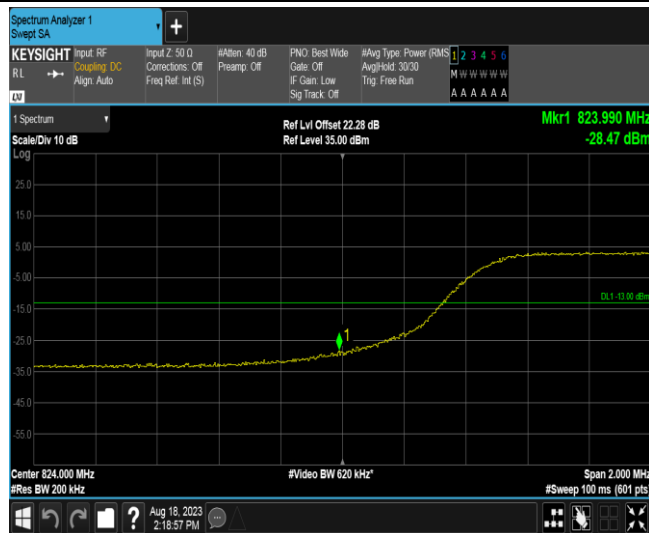 Spectrum Analyzer 1
Swept SA
+
KEYSIGHT
RL
LXI
Input: RF
Coupling: DC
Align: Auto
Input Z: 50 Ω
Corrections: Off
Freq Ref: Int (S)
#Atten: 40 dB
Preamp: Off
PNO: Best Wide
Gate: Off
IF Gain: Low
Sig Track: Off
#Avg Type: Power (RMS
Avg|Hold: 30/30
Trig: Free Run
1 2 3 4 5 6
M W W W W W
A A A A A A
1 Spectrum
Scale/Div 10 dB
Ref Lvl Offset 22.28 dB
Ref Level 35.00 dBm
Mkr1 823.990 MHz
-28.47 dBm
Log
25.0
15.0
5.00
-5.00
DL1 -13.00 dBm
-15.0
-25.0
1
-35.0
-45.0
-55.0
Center 824.000 MHz
#Video BW 620 kHz*
Span 2.000 MHz
#Res BW 200 kHz
#Sweep 100 ms (601 pts)
?
Aug 18, 2023
2:18:57 PM